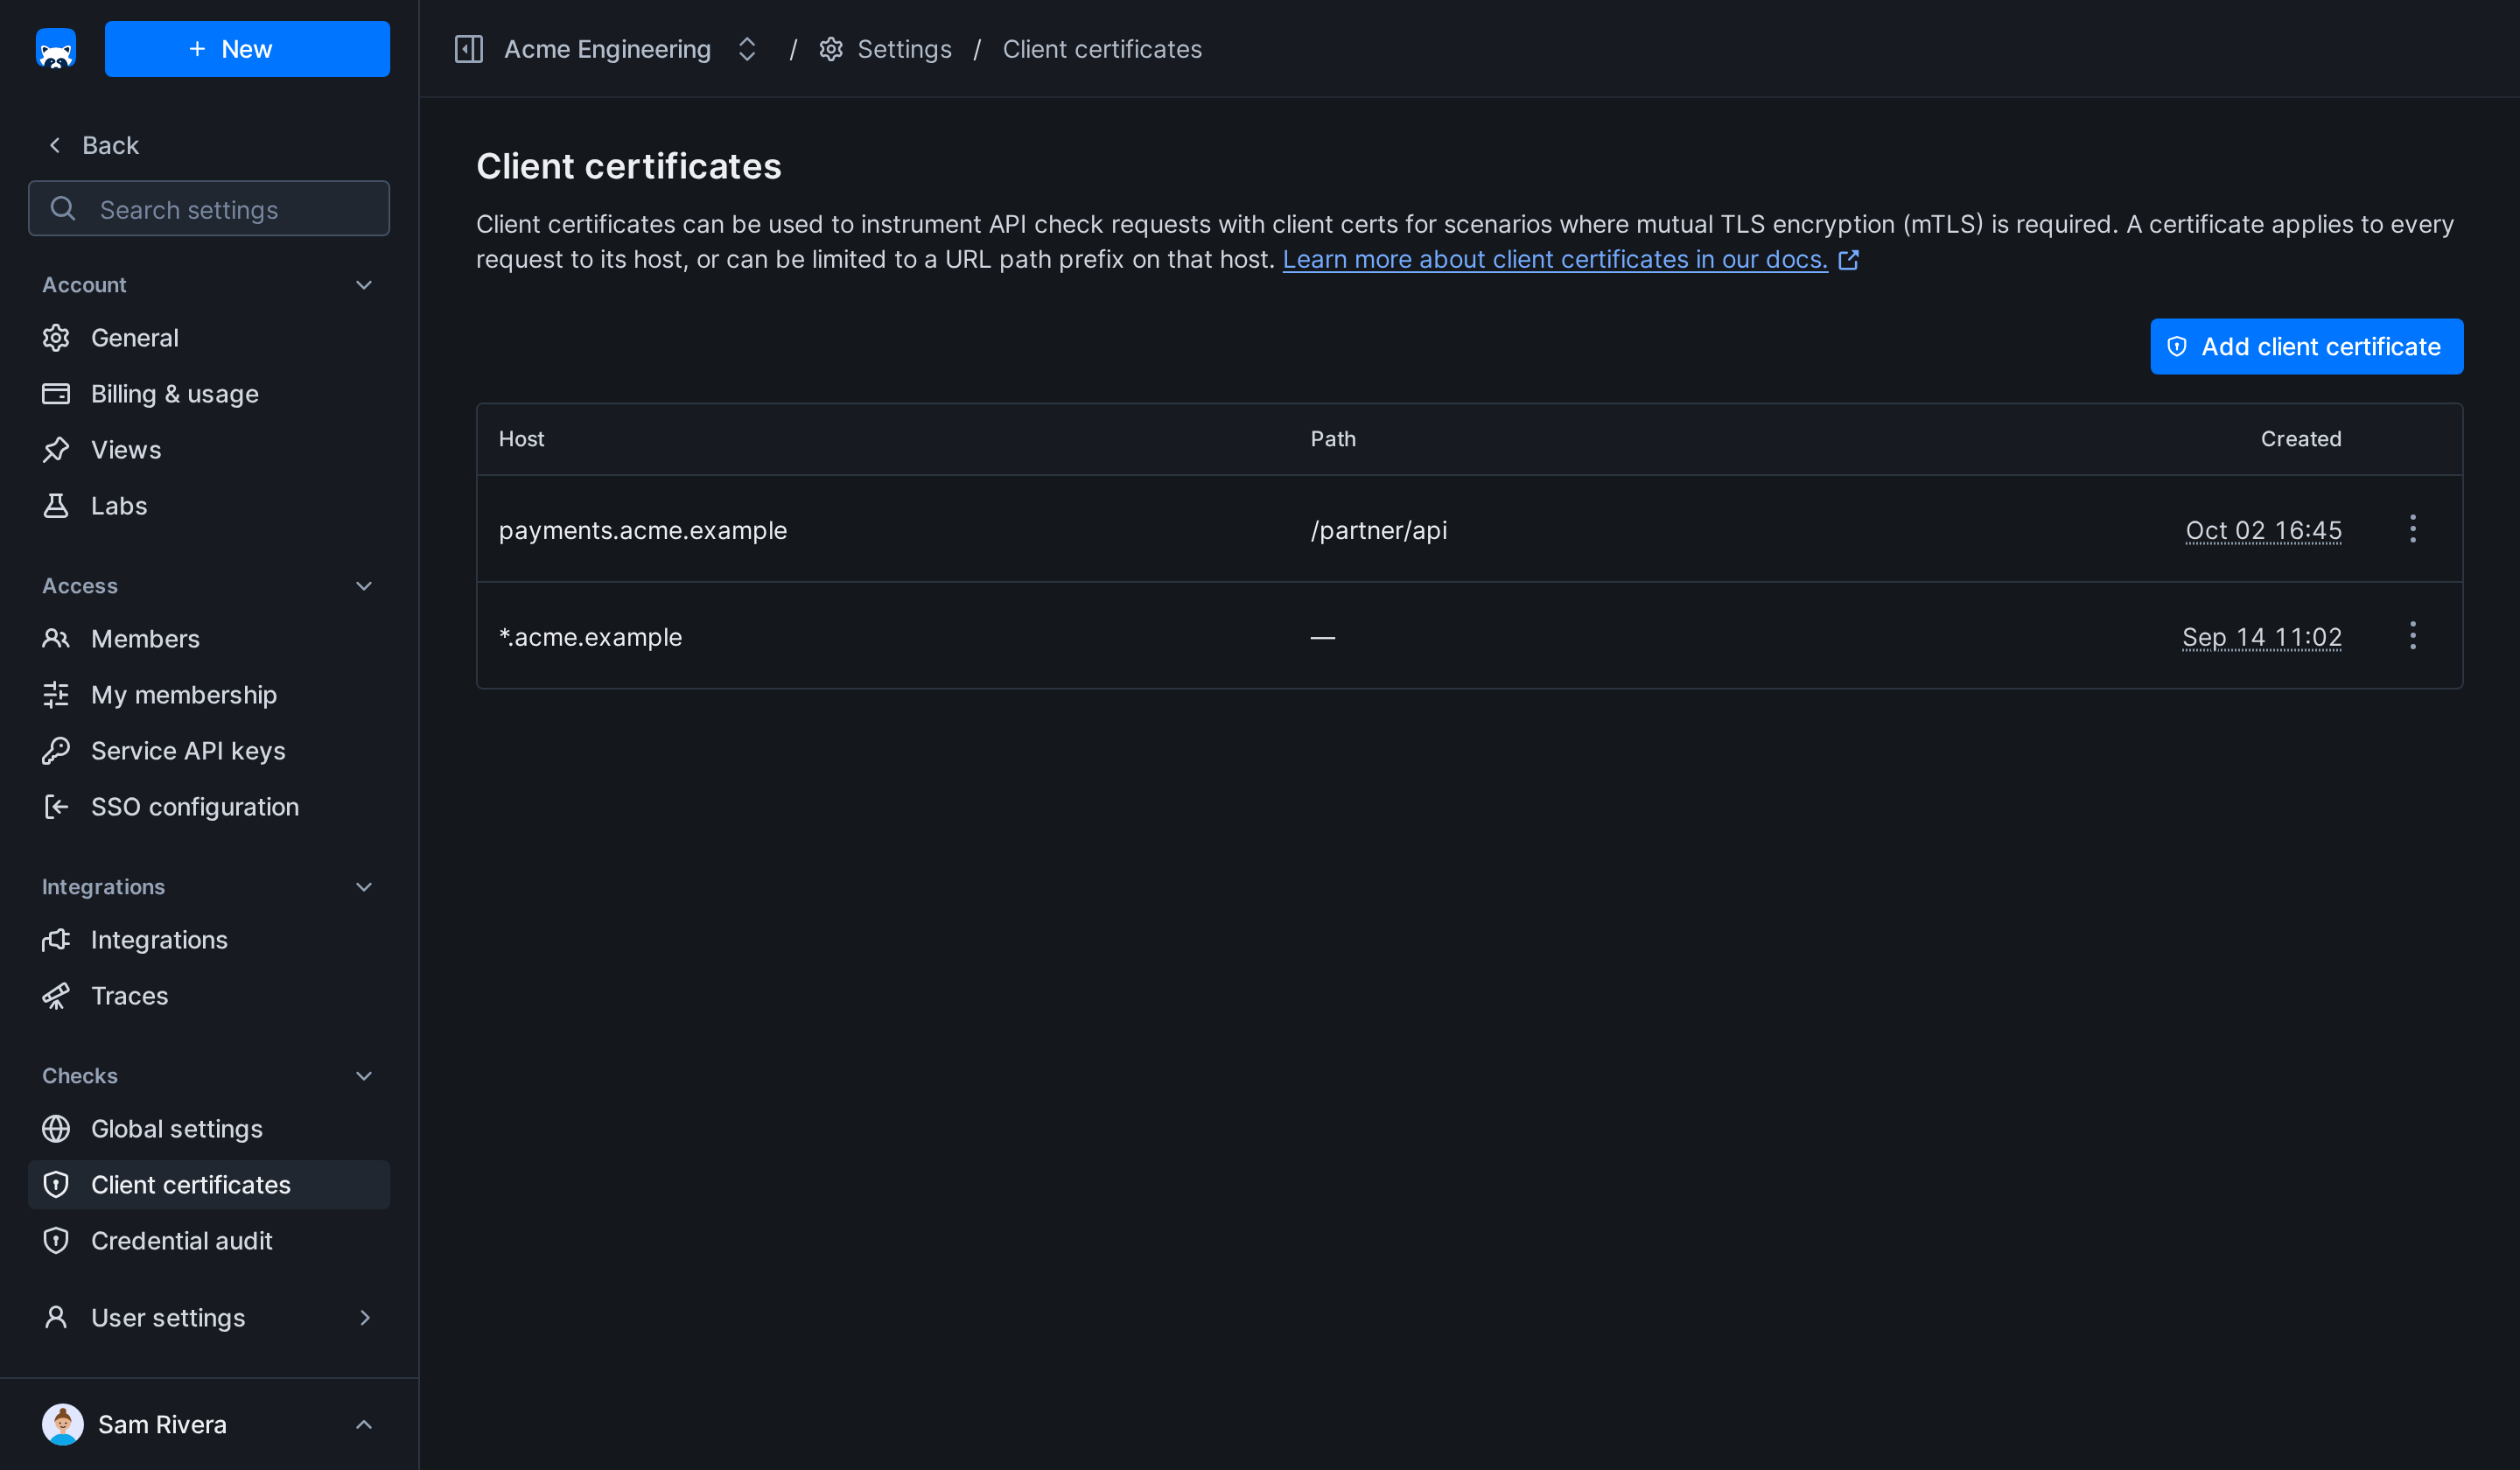 New
Acme Engineering / Settings / Client certificates
Back
Search settings
Account
General
Billing & usage
Views
Labs
Access
Members
My membership
Service API keys
SSO configuration
Integrations
Integrations
Traces
Checks
Global settings
Client certificates
Credential audit
User settings
Sam Rivera
Client certificates
Client certificates can be used to instrument API check requests with client certs for scenarios where mutual TLS encryption (mTLS) is required. A certificate applies to every
request to its host, or can be limited to a URL path prefix on that host. Learn more about client certificates in our docs.
Add client certificate
Host Path Created
payments.acme.example /partner/api Oct 02 16:45
*.acme.example — Sep 14 11:02